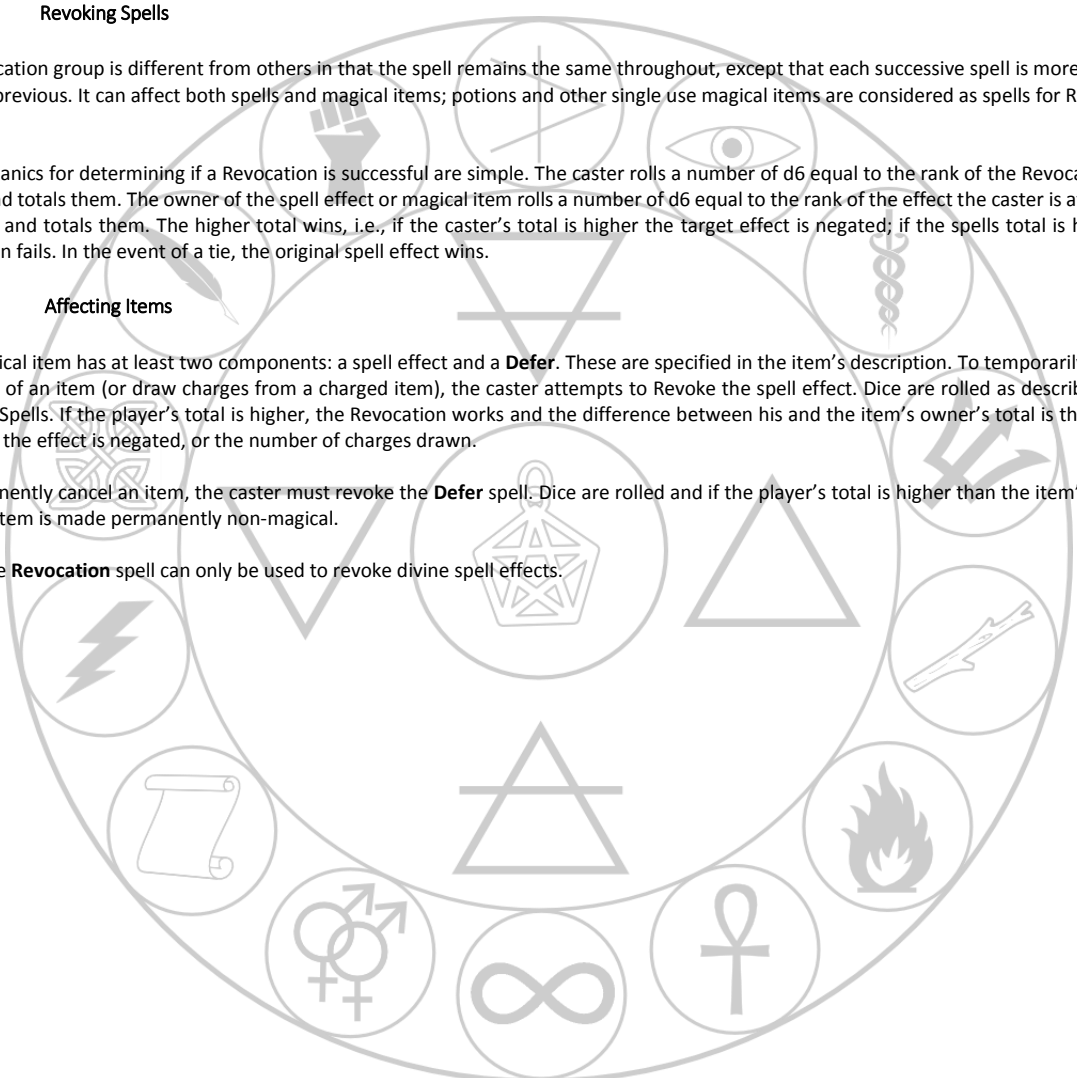 Revoking Spells
cation group is different from others in that the spell remains the same throughout, except that each successive spell is more
previous. It can affect both spells and magical items; potions and other single use magical items are considered as spells for R
anics for determining if a Revocation is successful are simple. The caster rolls a number of d6 equal to the rank of the Revoca
nd totals them. The owner of the spell effect or magical item rolls a number of d6 equal to the rank of the effect the caster is a
and totals them. The higher total wins, i.e., if the caster's total is higher the target effect is negated; if the spells total is h
n fails. In the event of a tie, the original spell effect wins.
Affecting Items
ical item has at least two components: a spell effect and a Defer. These are specified in the item's description. To temporaril
of an item (or draw charges from a charged item), the caster attempts to Revoke the spell effect. Dice are rolled as describ
Spells. If the player's total is higher, the Revocation works and the difference between his and the item's owner's total is th
the effect is negated, or the number of charges drawn.
nently cancel an item, the caster must revoke the Defer spell. Dice are rolled and if the player's total is higher than the item'
tem is made permanently non-magical.
e Revocation spell can only be used to revoke divine spell effects.